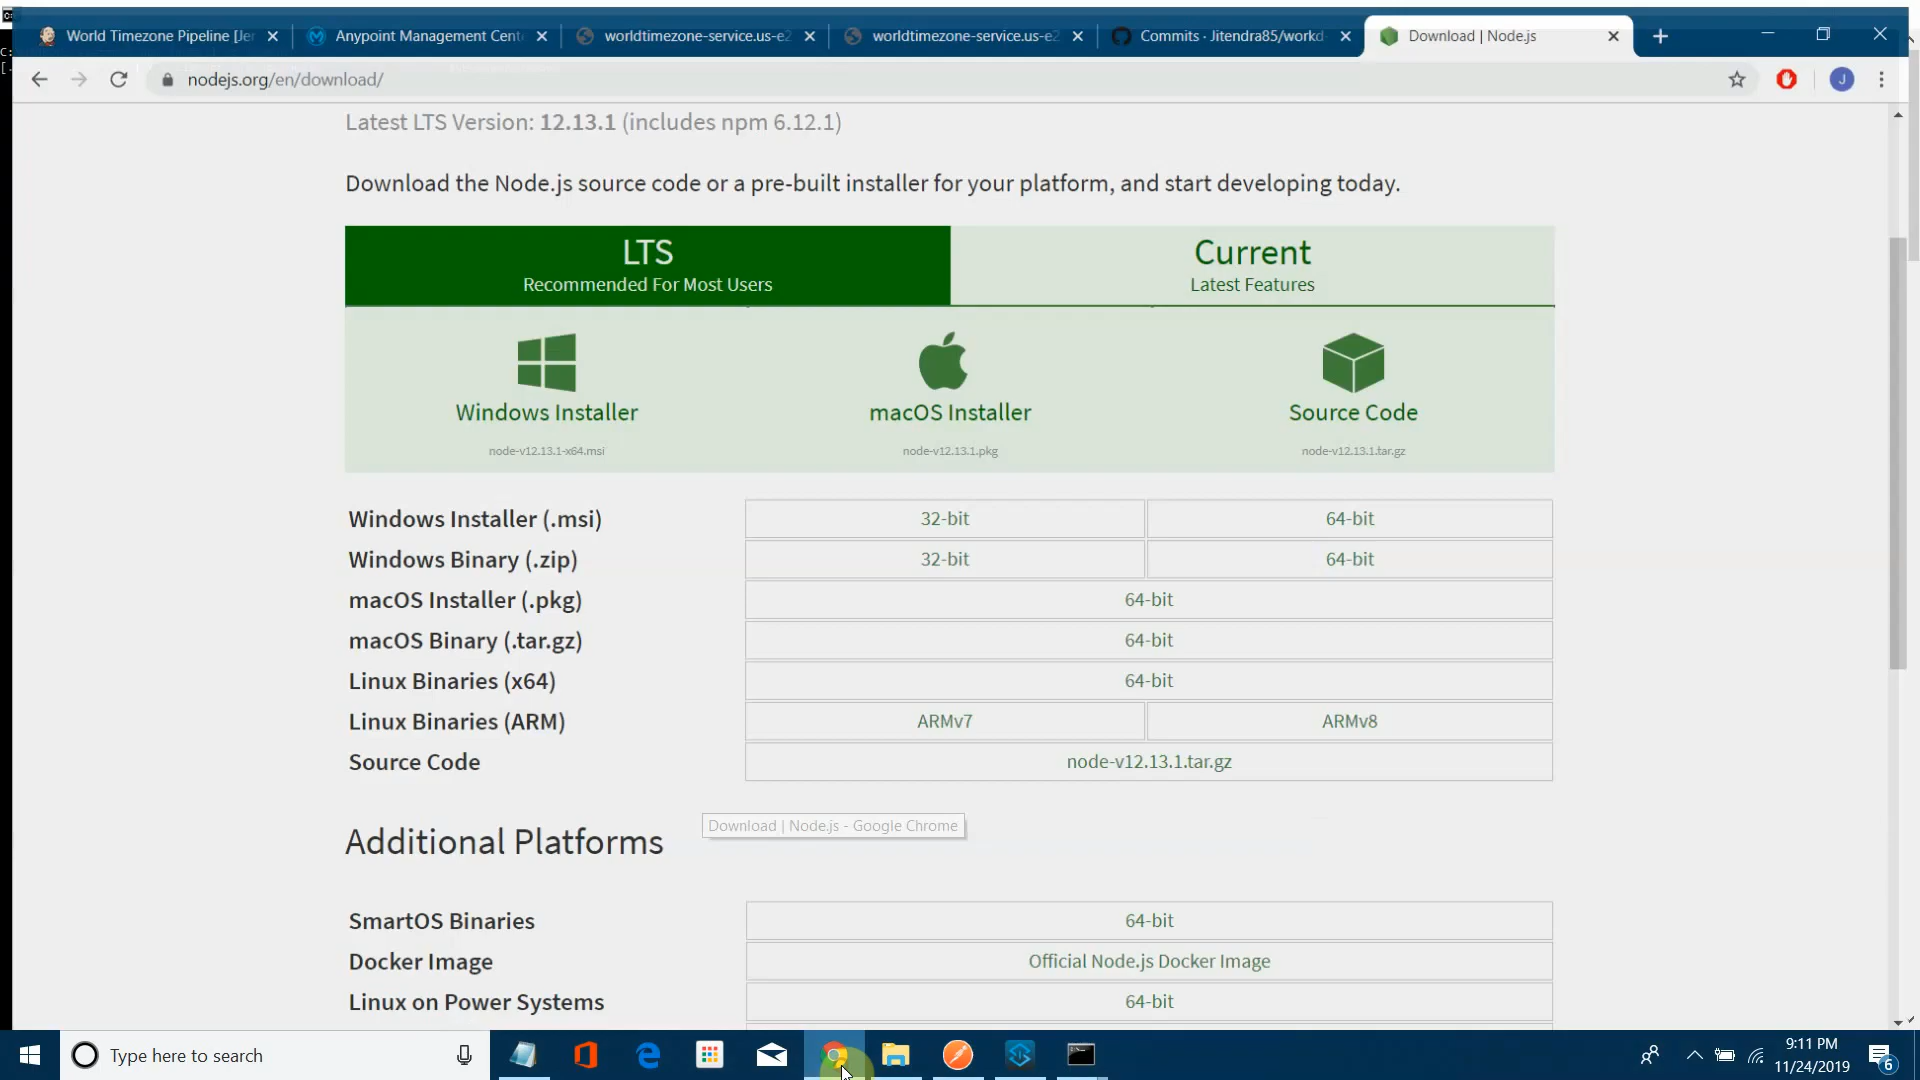 World Timezone Pipeline [Jer
Anypoint Management Cent
worldtimezone-service.us-e2
worldtimezone-service.us-e2
Commits · Jitendra85/workd
Download | Node.js
nodejs.org/en/download/
J
Latest LTS Version: 12.13.1 (includes npm 6.12.1)
Download the Node.js source code or a pre-built installer for your platform, and start developing today.
LTS
Recommended For Most Users
Current
Latest Features
Windows Installer
node-v12.13.1-x64.msi
macOS Installer
node-v12.13.1.pkg
Source Code
node-v12.13.1.tar.gz
Windows Installer (.msi) 32-bit 64-bit
Windows Binary (.zip) 32-bit 64-bit
macOS Installer (.pkg) 64-bit
macOS Binary (.tar.gz) 64-bit
Linux Binaries (x64) 64-bit
Linux Binaries (ARM) ARMv7 ARMv8
Source Code node-v12.13.1.tar.gz
Download | Node.js - Google Chrome
Additional Platforms
SmartOS Binaries 64-bit
Docker Image Official Node.js Docker Image
Linux on Power Systems 64-bit
Type here to search
9:11 PM
11/24/2019
6